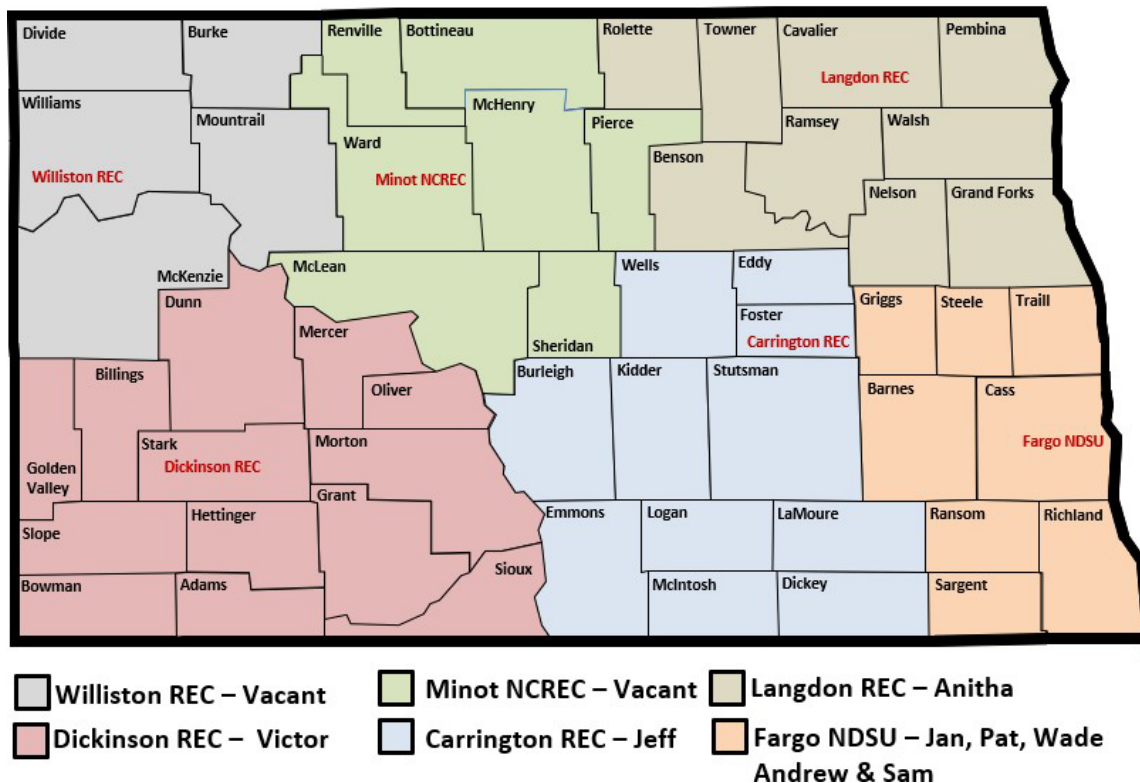 Divide
Burke
Renville
Bottineau
Rolette
Towner
Cavalier
Pembina
Langdon REC
Williams
Mountrail
McHenry
Pierce
Ramsey
Walsh
Ward
Benson
Williston REC
Minot NCREC
Nelson
Grand Forks
McKenzie
McLean
Wells
Eddy
Dunn
Griggs
Steele
Traill
Mercer
Foster
Sheridan
Carrington REC
Billings
Burleigh
Kidder
Stutsman
Oliver
Barnes
Cass
Stark
Morton
Fargo NDSU
Golden
Valley
Dickinson REC
Grant
Hettinger
Emmons
Logan
LaMoure
Ransom
Richland
Slope
Sioux
Bowman
Adams
McIntosh
Dickey
Sargent
Williston REC – Vacant
Minot NCREC – Vacant
Langdon REC – Anitha
Dickinson REC – Victor
Carrington REC – Jeff
Fargo NDSU – Jan, Pat, Wade
Andrew & Sam